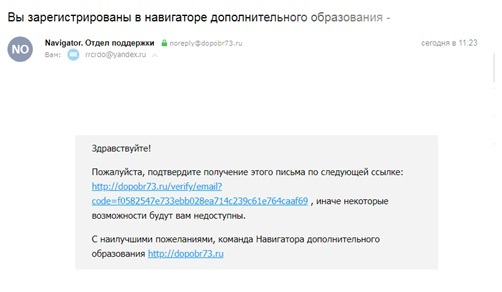 Вы зарегистрированы в навигаторе дополнительного образования -
NO
Navigator. Отдел поддержки noreply@dopobr73.ru
сегодня в 11:23
Вам: rrcrdo@yandex.ru
Здравствуйте!
Пожалуйста, подтвердите получение этого письма по следующей ссылке:
http://dopobr73.ru/verify/email?
code=f0582547e733ebb028ea714c239c61e764caaf69 , иначе некоторые
возможности будут вам недоступны.
С наилучшими пожеланиями, команда Навигатора дополнительного
образования http://dopobr73.ru